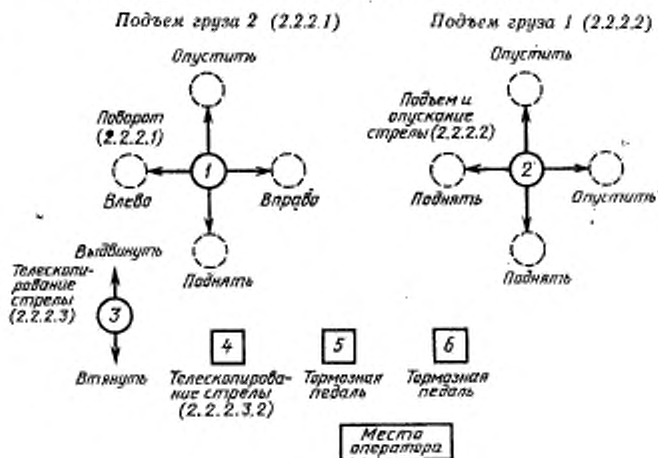 Подъем груза 2 (2.2.2.1)
Подъем груза 1 (2.2.2.2)
Опустить
Опустить
Поворот
(2.2.2.1)
Подъем и
опускание
стрелы (2.2.2.2)
1
2
Влево
Вправо
Поднять
Опустить
Поднять
Поднять
Выдвинуть
Телескопи-
рование
стрелы
(2.2.2.3)
3
Втянуть
4
5
6
Телескопирова-
ние стрелы
(2.2.2.3.2)
Тормозная
педаль
Тормозная
педаль
Место
оператора